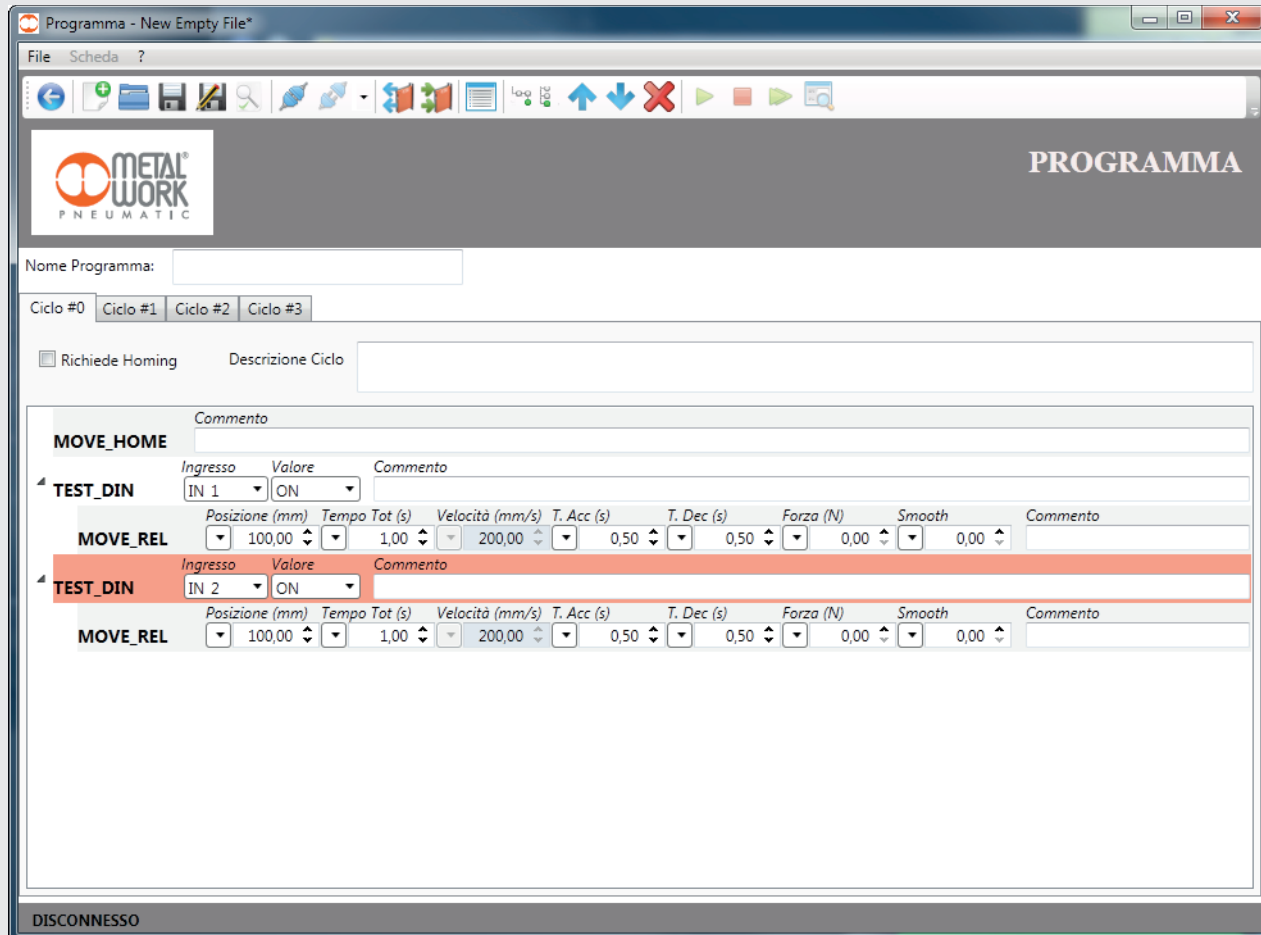 Programma - New Empty File*
File Scheda ?
METAL® WORK
PNEUMATIC
PROGRAMMA
Nome Programma:
Ciclo #0 Ciclo #1 Ciclo #2 Ciclo #3
Richiede Homing Descrizione Ciclo
Commento
MOVE_HOME
Ingresso Valore Commento
TEST_DIN IN 1 ON
Posizione (mm) Tempo Tot (s) Velocità (mm/s) T. Acc (s) T. Dec (s) Forza (N) Smooth Commento
MOVE_REL 100,00 1,00 200,00 0,50 0,50 0,00 0,00
Ingresso Valore Commento
TEST_DIN IN 2 ON
Posizione (mm) Tempo Tot (s) Velocità (mm/s) T. Acc (s) T. Dec (s) Forza (N) Smooth Commento
MOVE_REL 100,00 1,00 200,00 0,50 0,50 0,00 0,00
DISCONNESSO